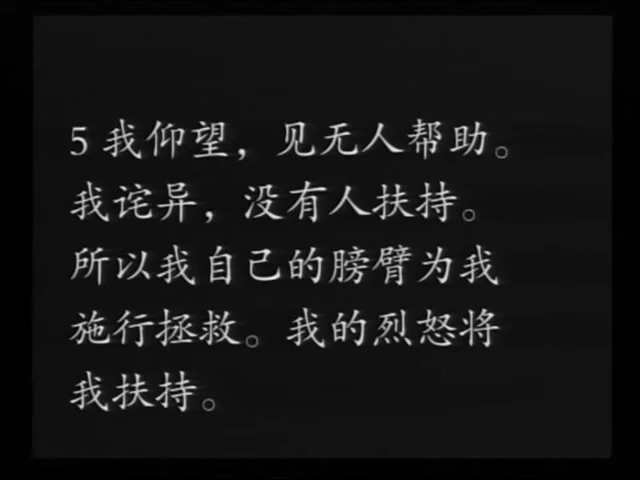 5 我仰望，见无人帮助。
我诧异，没有人扶持。
所以我自己的膀臂为我
施行拯救。我的烈怒将
我扶持。